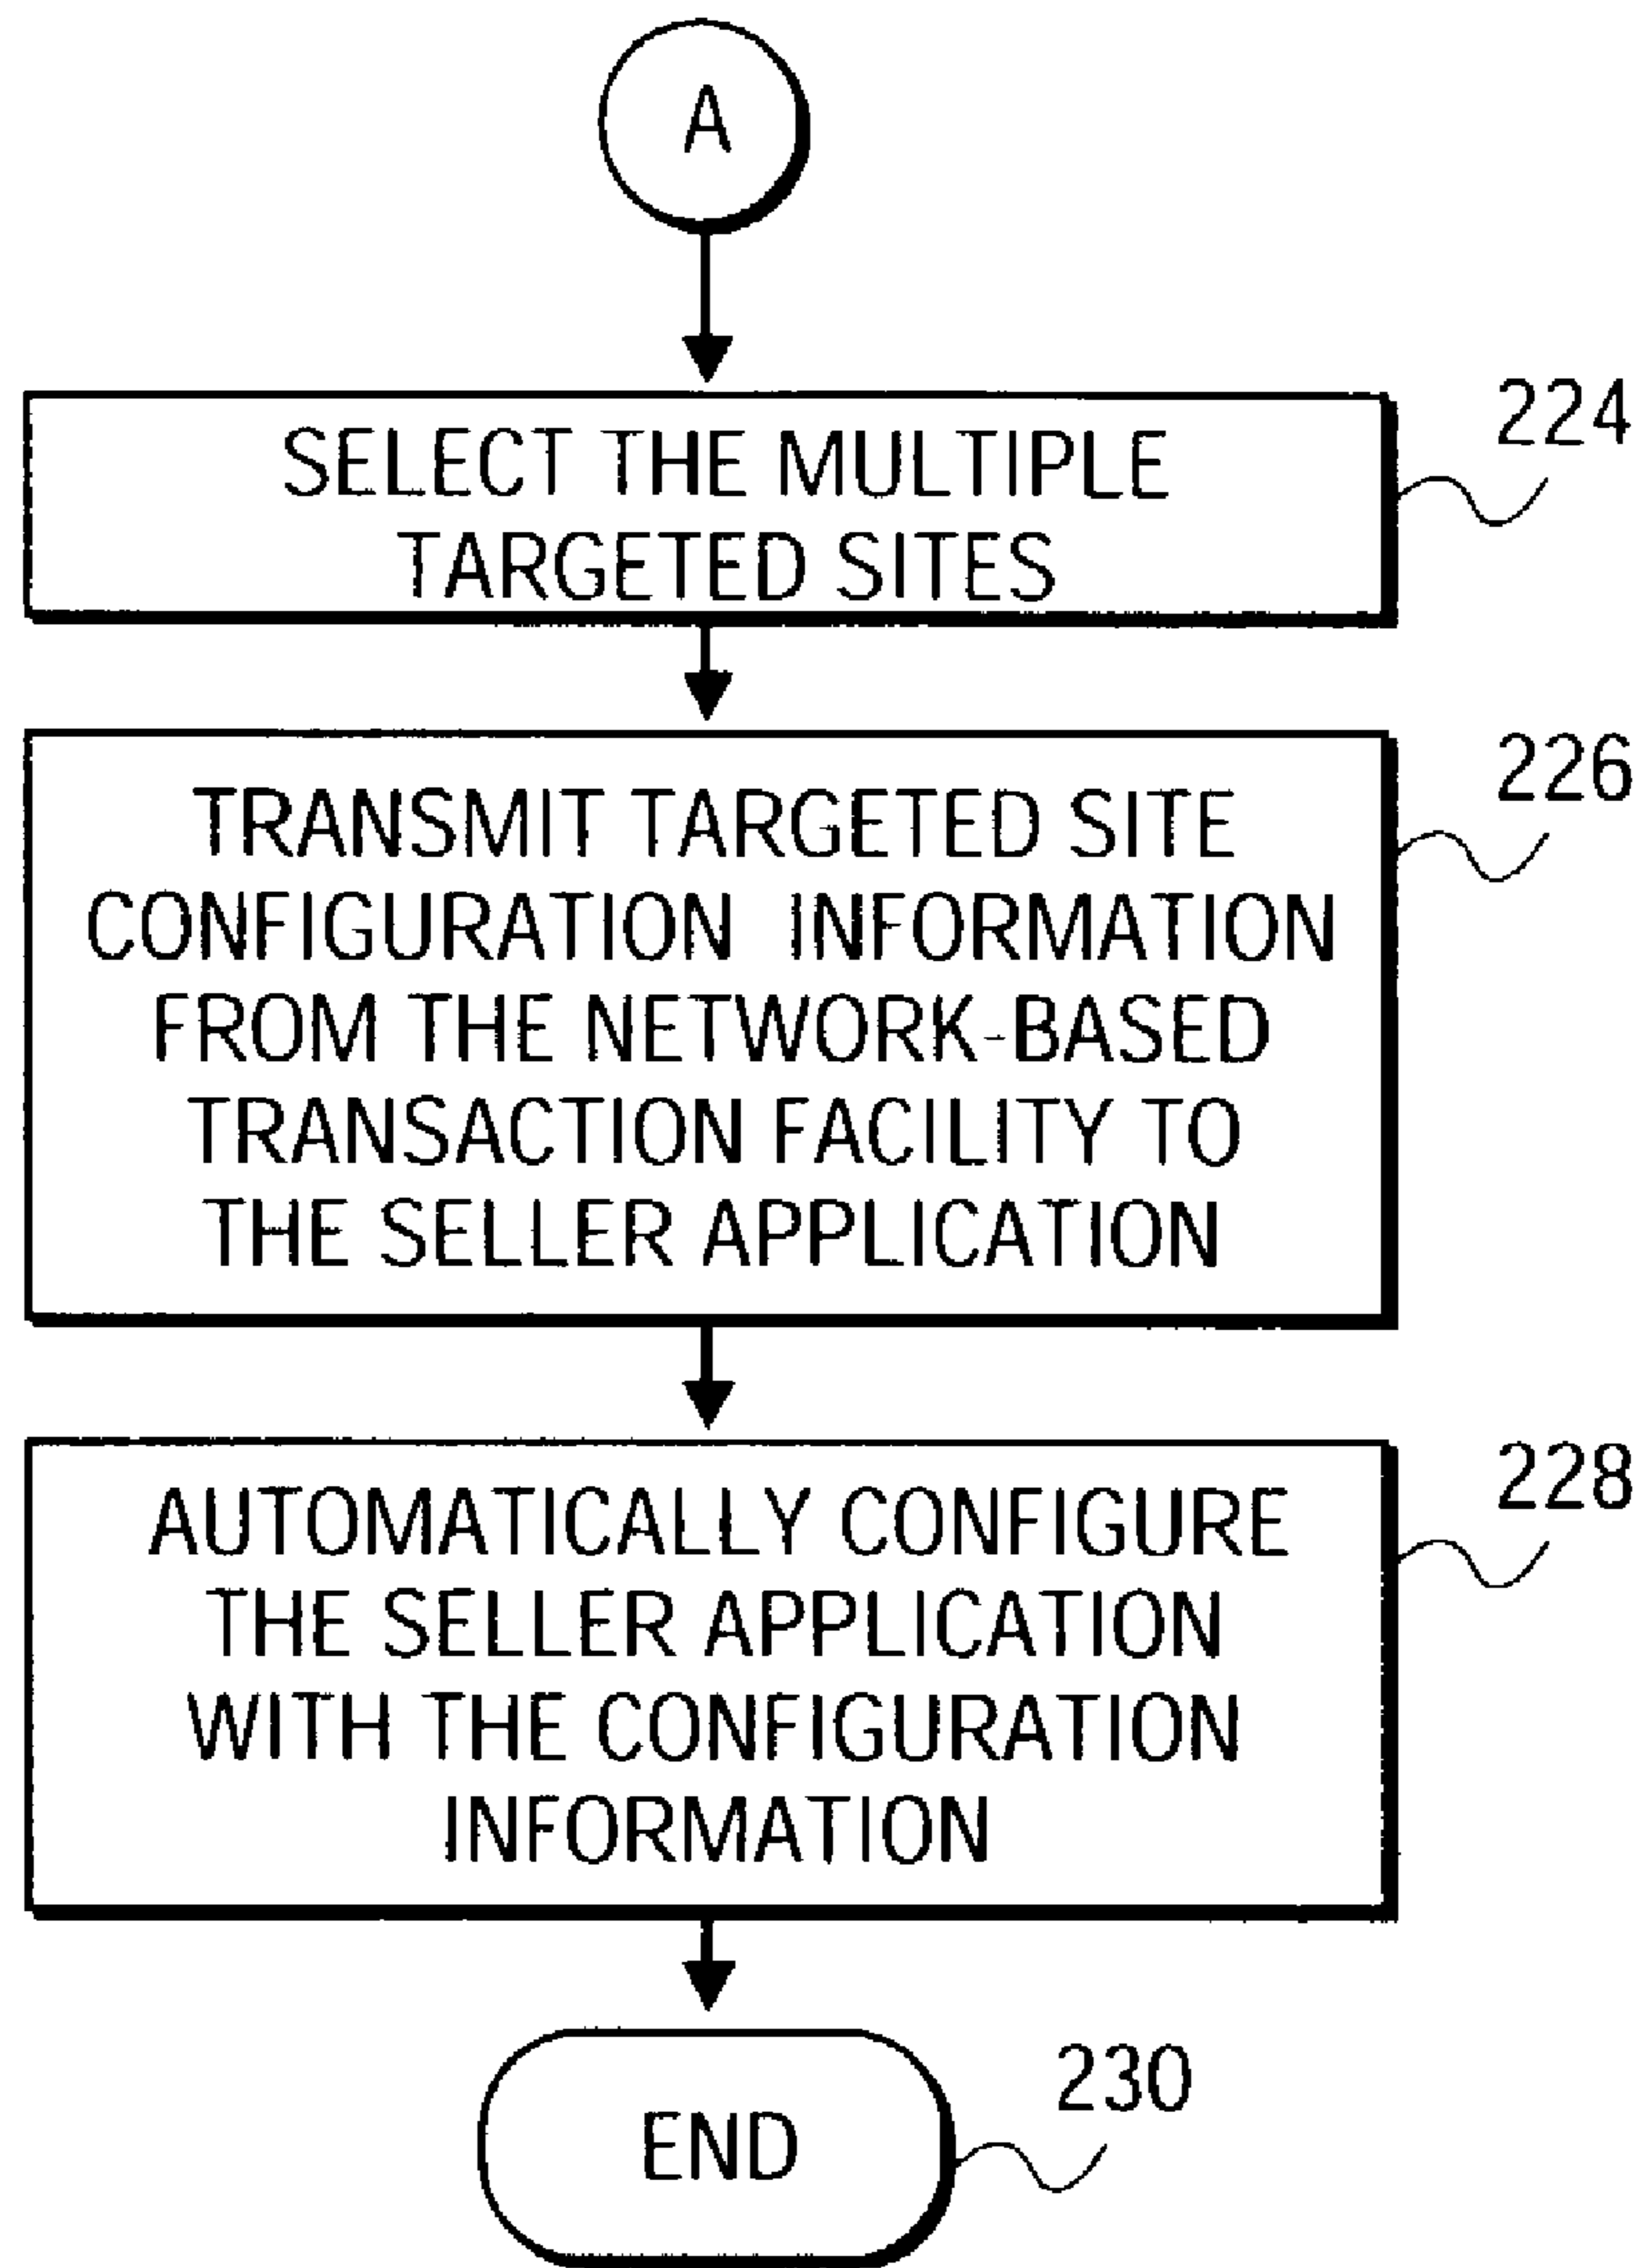 A
224
SELECT THE MULTIPLE
TARGETED SITES
226
TRANSMIT TARGETED SITE
CONFIGURATION INFORMATION
FROM THE NETWORK-BASED
TRANSACTION FACILITY TO
THE SELLER APPLICATION
228
AUTOMATICALLY CONFIGURE
THE SELLER APPLICATION
WITH THE CONFIGURATION
INFORMATION
230
END